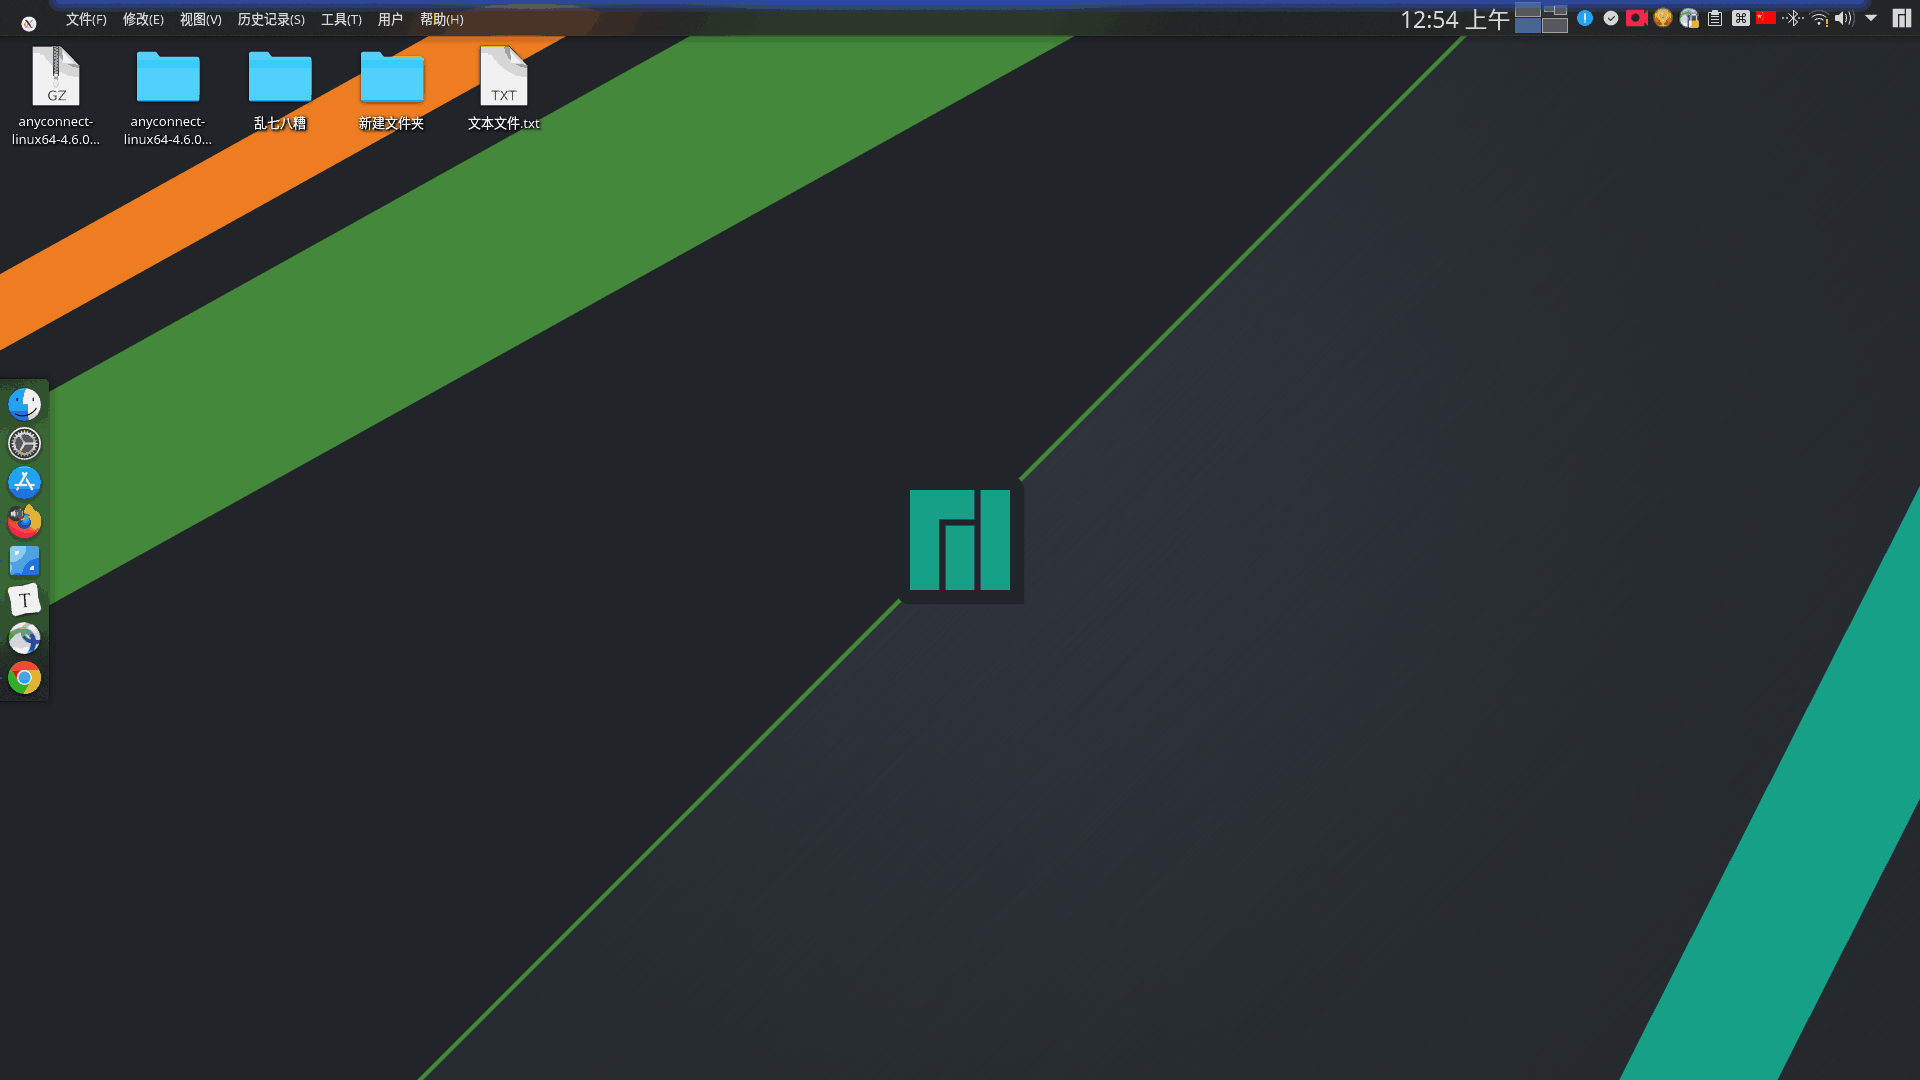 文件(F) 修改(E) 视图(V) 历史记录(S) 工具(T) 用户 帮助(H) 12:54 上午
GZ
TXT
anyconnect-
linux64-4.6.0...
anyconnect-
linux64-4.6.0...
乱七八糟
新建文件夹
文本文件.txt
T